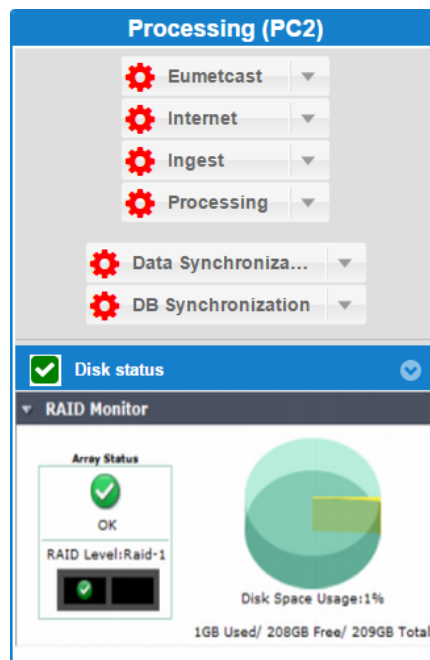 Processing (PC2)
Eumetcast
Internet
Ingest
Processing
Data Synchroniza...
DB Synchronization
Disk status
RAID Monitor
Array Status
OK
RAID Level:Raid-1
Disk Space Usage:1%
1GB Used/ 208GB Free/ 209GB Total